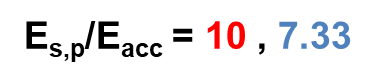 Es,p/Eacc = 10 , 7.33